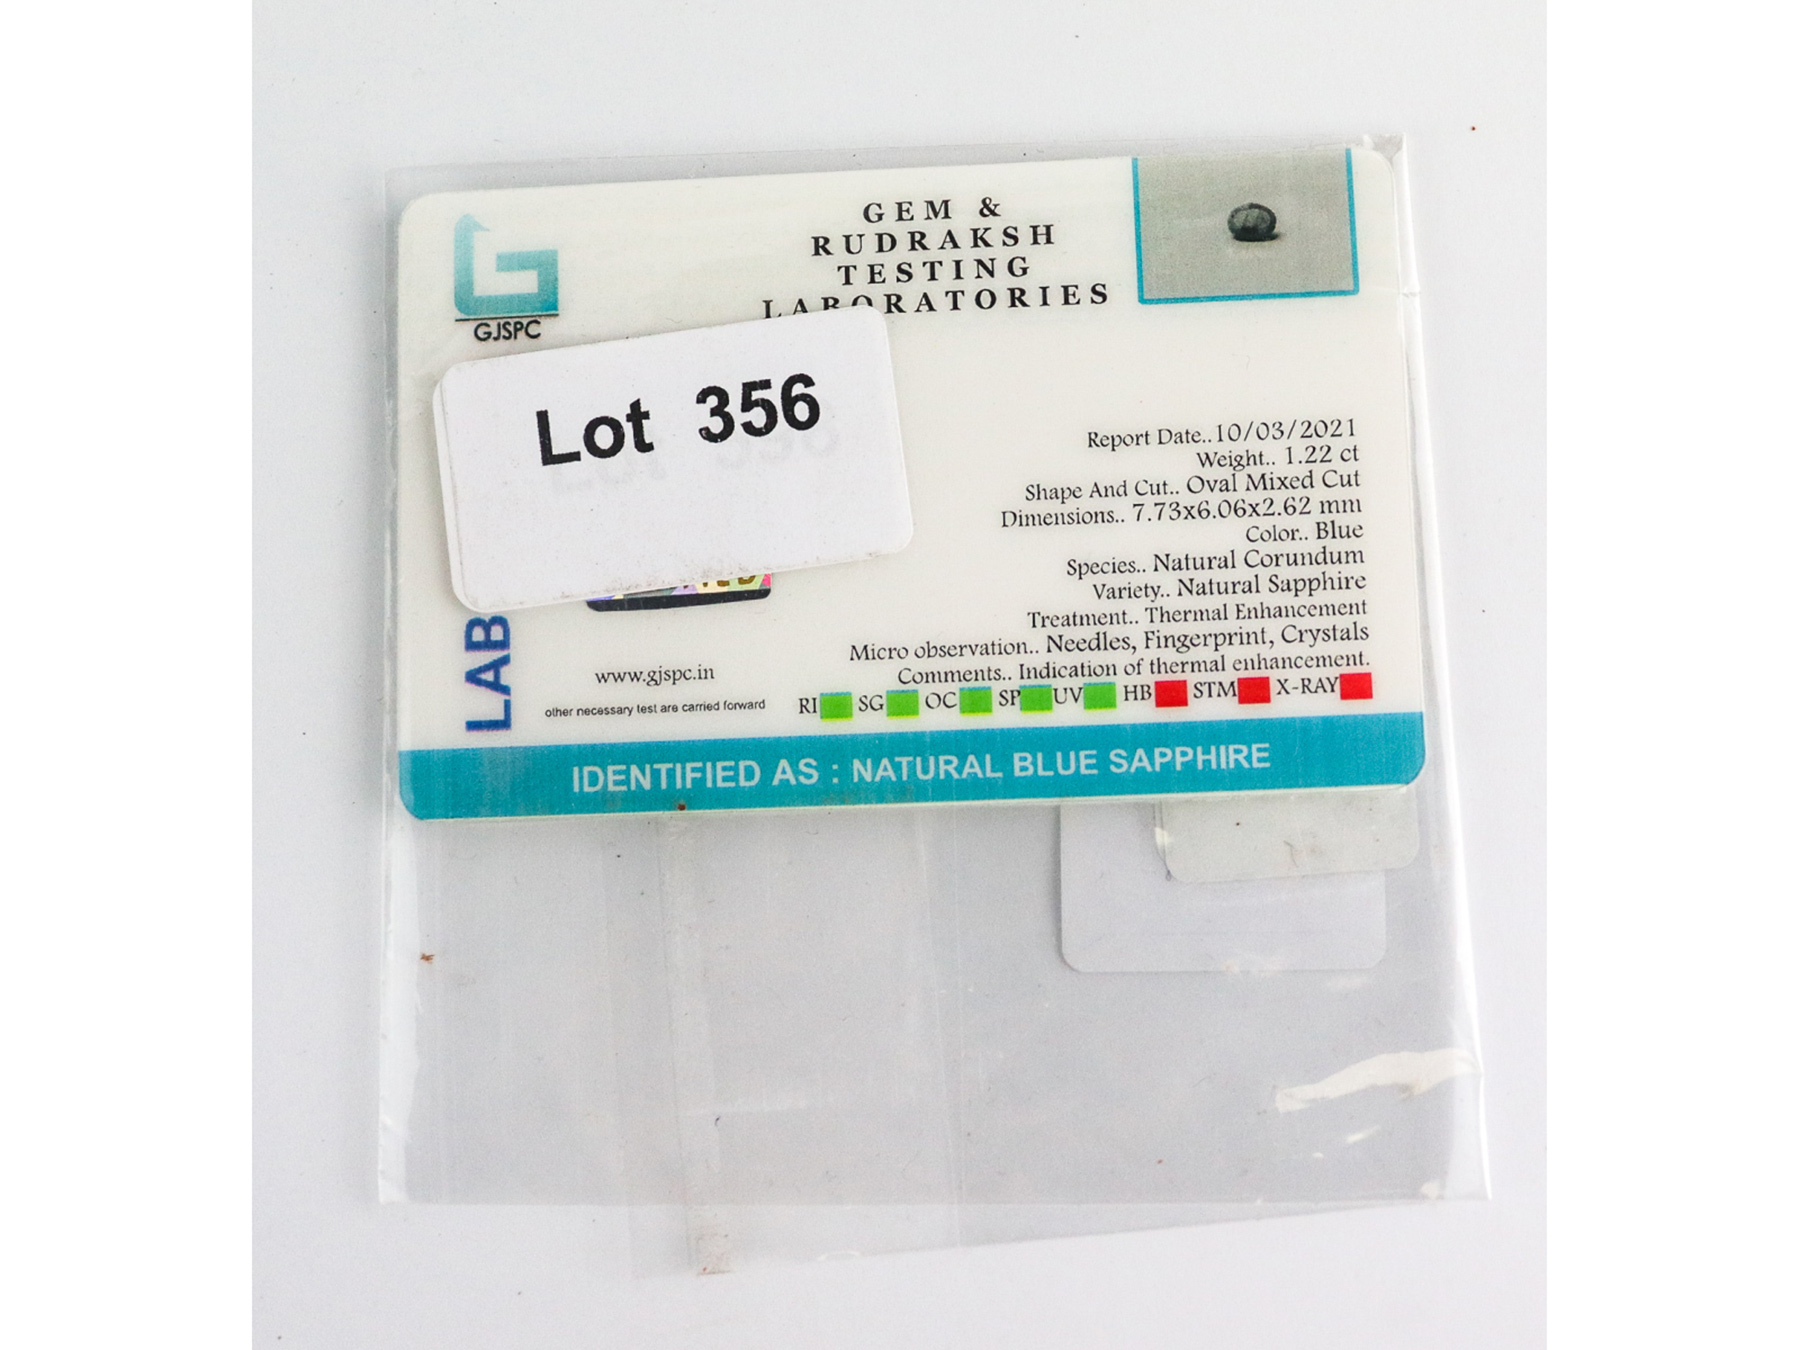 GEM &
RUDRAKSH
TESTING
LABORATORIES
GJSPC
Lot 356
Report Date..10/03/2021
Weight.. 1.22 ct
Shape And Cut.. Oval Mixed Cut
Dimensions.. 7.73x6.06x2.62 mm
Color.. Blue
Species.. Natural Corundum
Variety.. Natural Sapphire
Treatment.. Thermal Enhancement
Micro observation.. Needles, Fingerprint, Crystals
Comments.. Indication of thermal enhancement.
RI SG OC SP UV HB STM X-RAY
LAB
www.gjspc.in
other necessary test are carried forward
IDENTIFIED AS : NATURAL BLUE SAPPHIRE